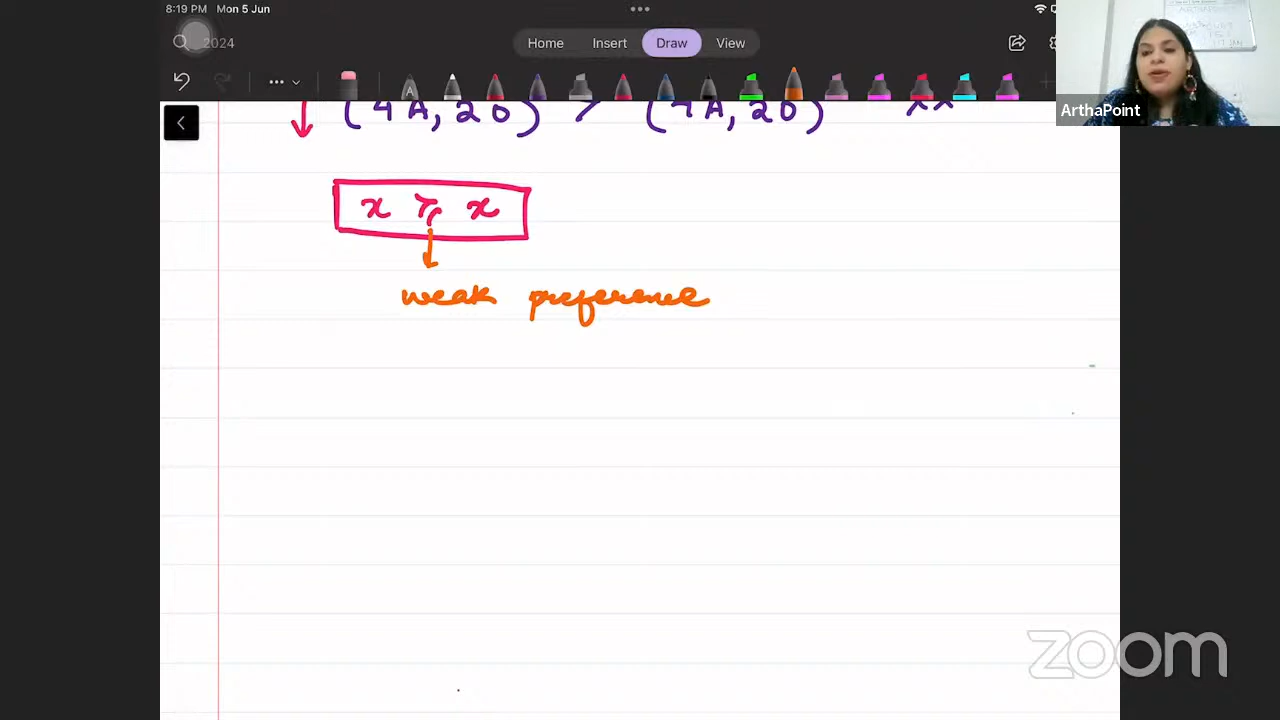 8:19 PM Mon 5 Jun
2024
Home Insert Draw View
A
ArthaPoint
(4A, 20) > (4A, 20) xx
x ≽ x
weak preference
zoom